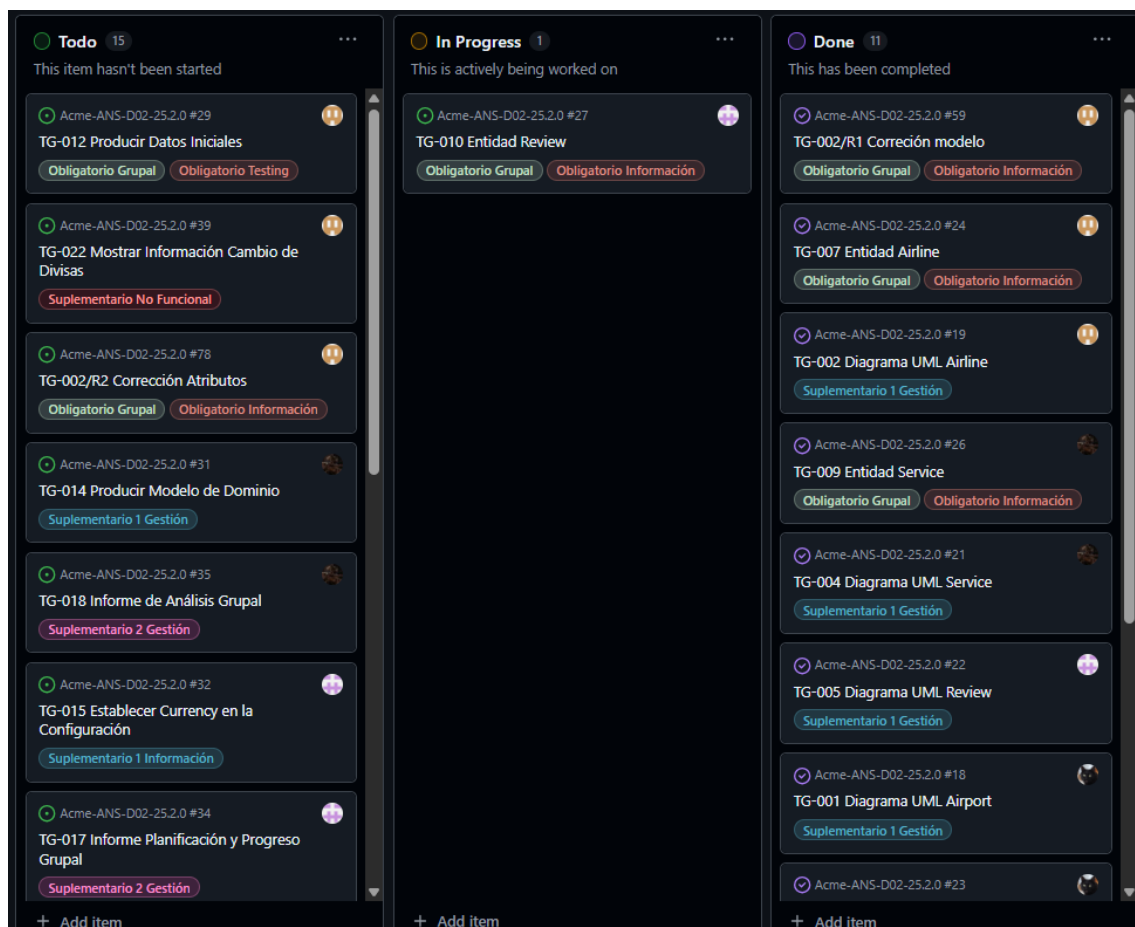 Todo 15
This item hasn't been started
Acme-ANS-D02-25.2.0 #29
TG-012 Producir Datos Iniciales
Obligatorio Grupal Obligatorio Testing
Acme-ANS-D02-25.2.0 #39
TG-022 Mostrar Información Cambio de
Divisas
Suplementario No Funcional
Acme-ANS-D02-25.2.0 #78
TG-002/R2 Corrección Atributos
Obligatorio Grupal Obligatorio Información
Acme-ANS-D02-25.2.0 #31
TG-014 Producir Modelo de Dominio
Suplementario 1 Gestión
Acme-ANS-D02-25.2.0 #35
TG-018 Informe de Análisis Grupal
Suplementario 2 Gestión
Acme-ANS-D02-25.2.0 #32
TG-015 Establecer Currency en la
Configuración
Suplementario 1 Información
Acme-ANS-D02-25.2.0 #34
TG-017 Informe Planificación y Progreso
Grupal
Suplementario 2 Gestión
+ Add item
In Progress 1
This is actively being worked on
Acme-ANS-D02-25.2.0 #27
TG-010 Entidad Review
Obligatorio Grupal Obligatorio Información
+ Add item
Done 11
This has been completed
Acme-ANS-D02-25.2.0 #59
TG-002/R1 Correción modelo
Obligatorio Grupal Obligatorio Información
Acme-ANS-D02-25.2.0 #24
TG-007 Entidad Airline
Obligatorio Grupal Obligatorio Información
Acme-ANS-D02-25.2.0 #19
TG-002 Diagrama UML Airline
Suplementario 1 Gestión
Acme-ANS-D02-25.2.0 #26
TG-009 Entidad Service
Obligatorio Grupal Obligatorio Información
Acme-ANS-D02-25.2.0 #21
TG-004 Diagrama UML Service
Suplementario 1 Gestión
Acme-ANS-D02-25.2.0 #22
TG-005 Diagrama UML Review
Suplementario 1 Gestión
Acme-ANS-D02-25.2.0 #18
TG-001 Diagrama UML Airport
Suplementario 1 Gestión
Acme-ANS-D02-25.2.0 #23
+ Add item